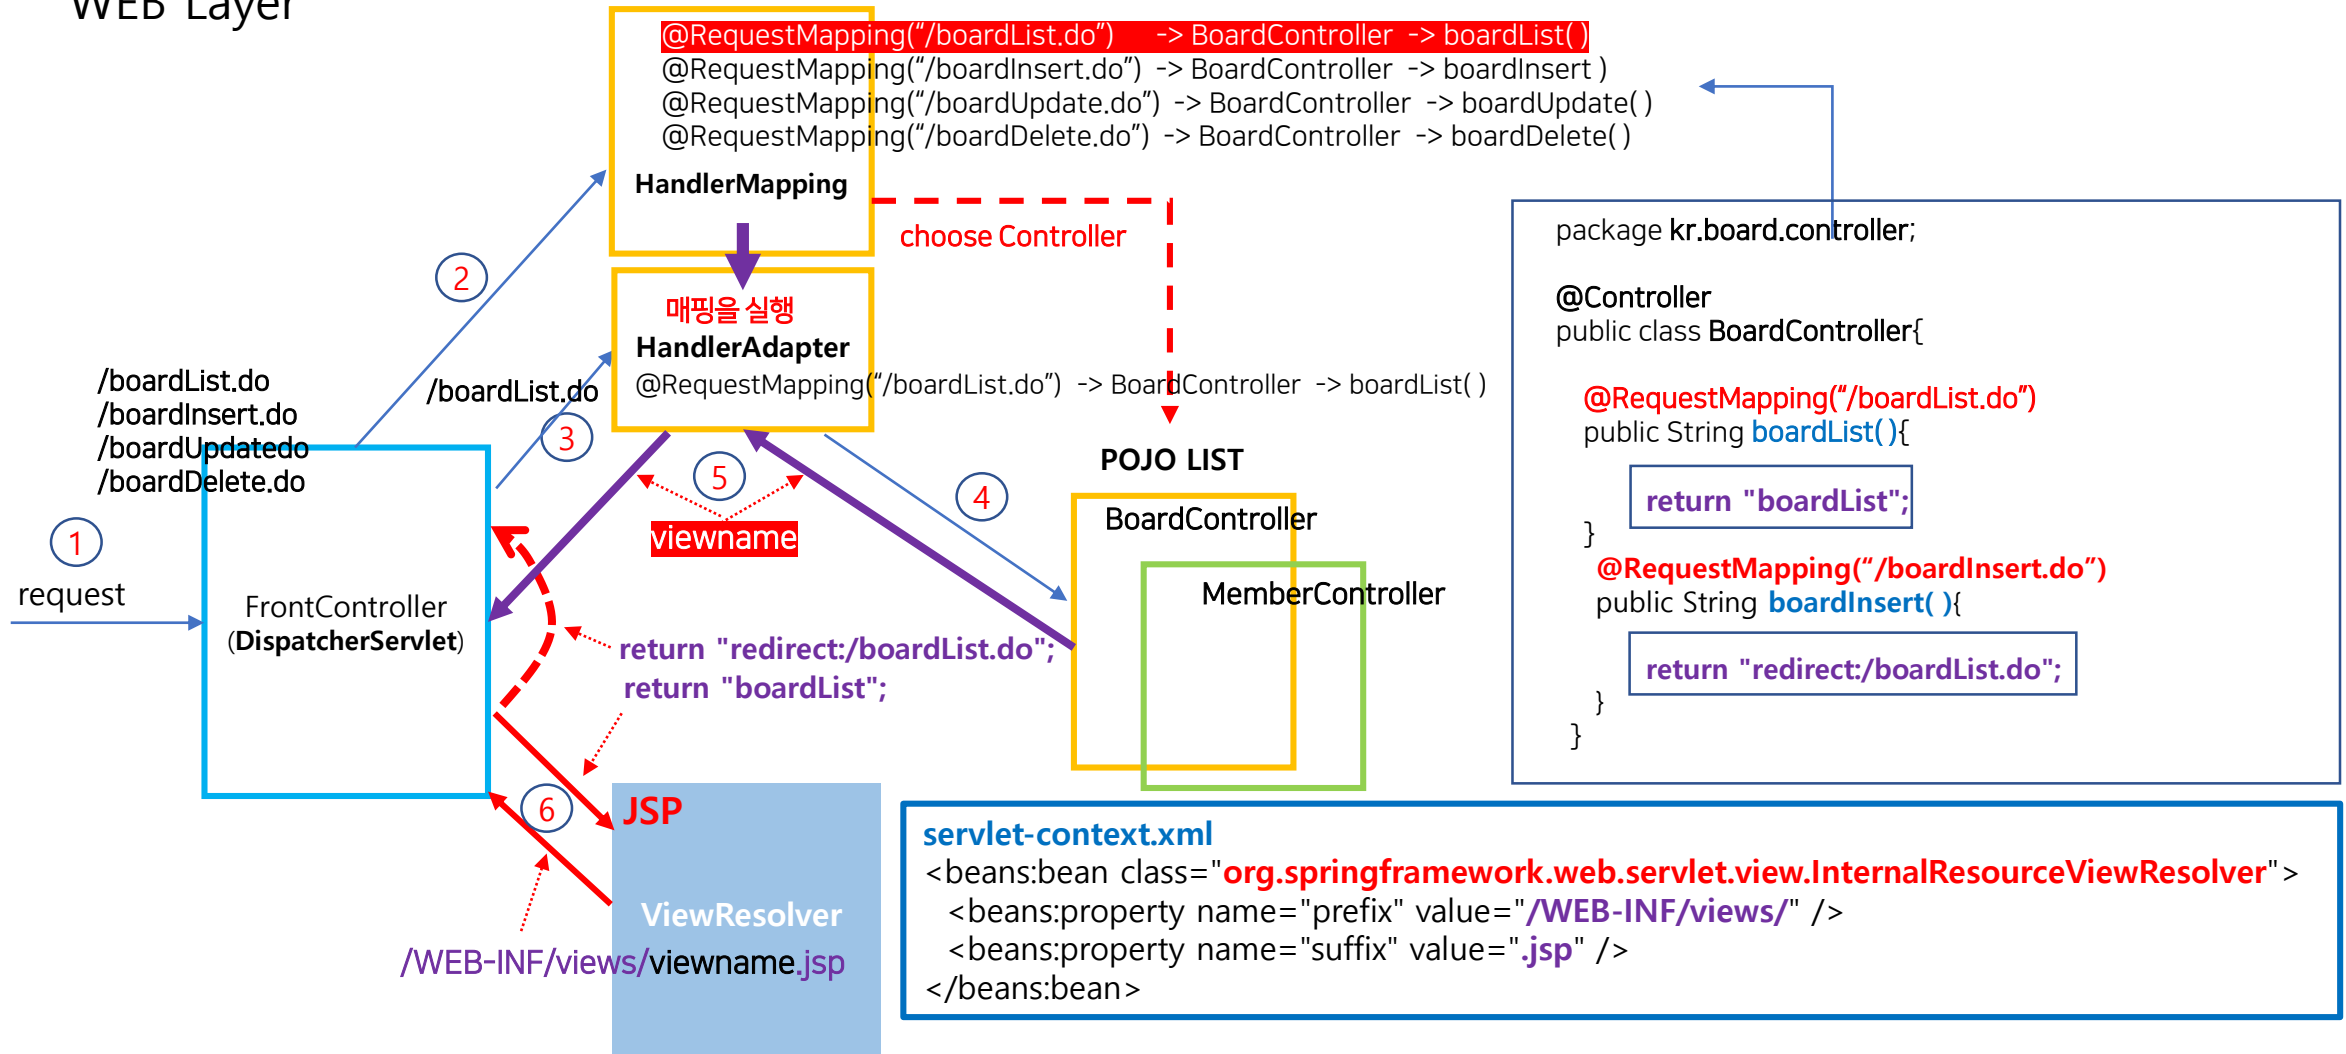 WEB Layer
@RequestMapping("/boardList.do") -> BoardController -> boardList( )
@RequestMapping("/boardInsert.do") -> BoardController -> boardInsert )
@RequestMapping("/boardUpdate.do") -> BoardController -> boardUpdate( )
@RequestMapping("/boardDelete.do") -> BoardController -> boardDelete( )
HandlerMapping
choose Controller
2
매핑을 실행
HandlerAdapter
@RequestMapping("/boardList.do") -> BoardController -> boardList( )
/boardList.do
/boardInsert.do
/boardUpdatedo
/boardDelete.do
/boardList.do
3
5
4
viewname
1
request
FrontController
(DispatcherServlet)
POJO LIST
BoardController
MemberController
return "redirect:/boardList.do";
return "boardList";
6
JSP
ViewResolver
/WEB-INF/views/viewname.jsp
package kr.board.controller;
@Controller
public class BoardController{
@RequestMapping("/boardList.do")
public String boardList( ){
return "boardList";
}
@RequestMapping("/boardInsert.do")
public String boardInsert( ){
return "redirect:/boardList.do";
}
}
servlet-context.xml
<beans:bean class="org.springframework.web.servlet.view.InternalResourceViewResolver">
<beans:property name="prefix" value="/WEB-INF/views/" />
<beans:property name="suffix" value=".jsp" />
</beans:bean>